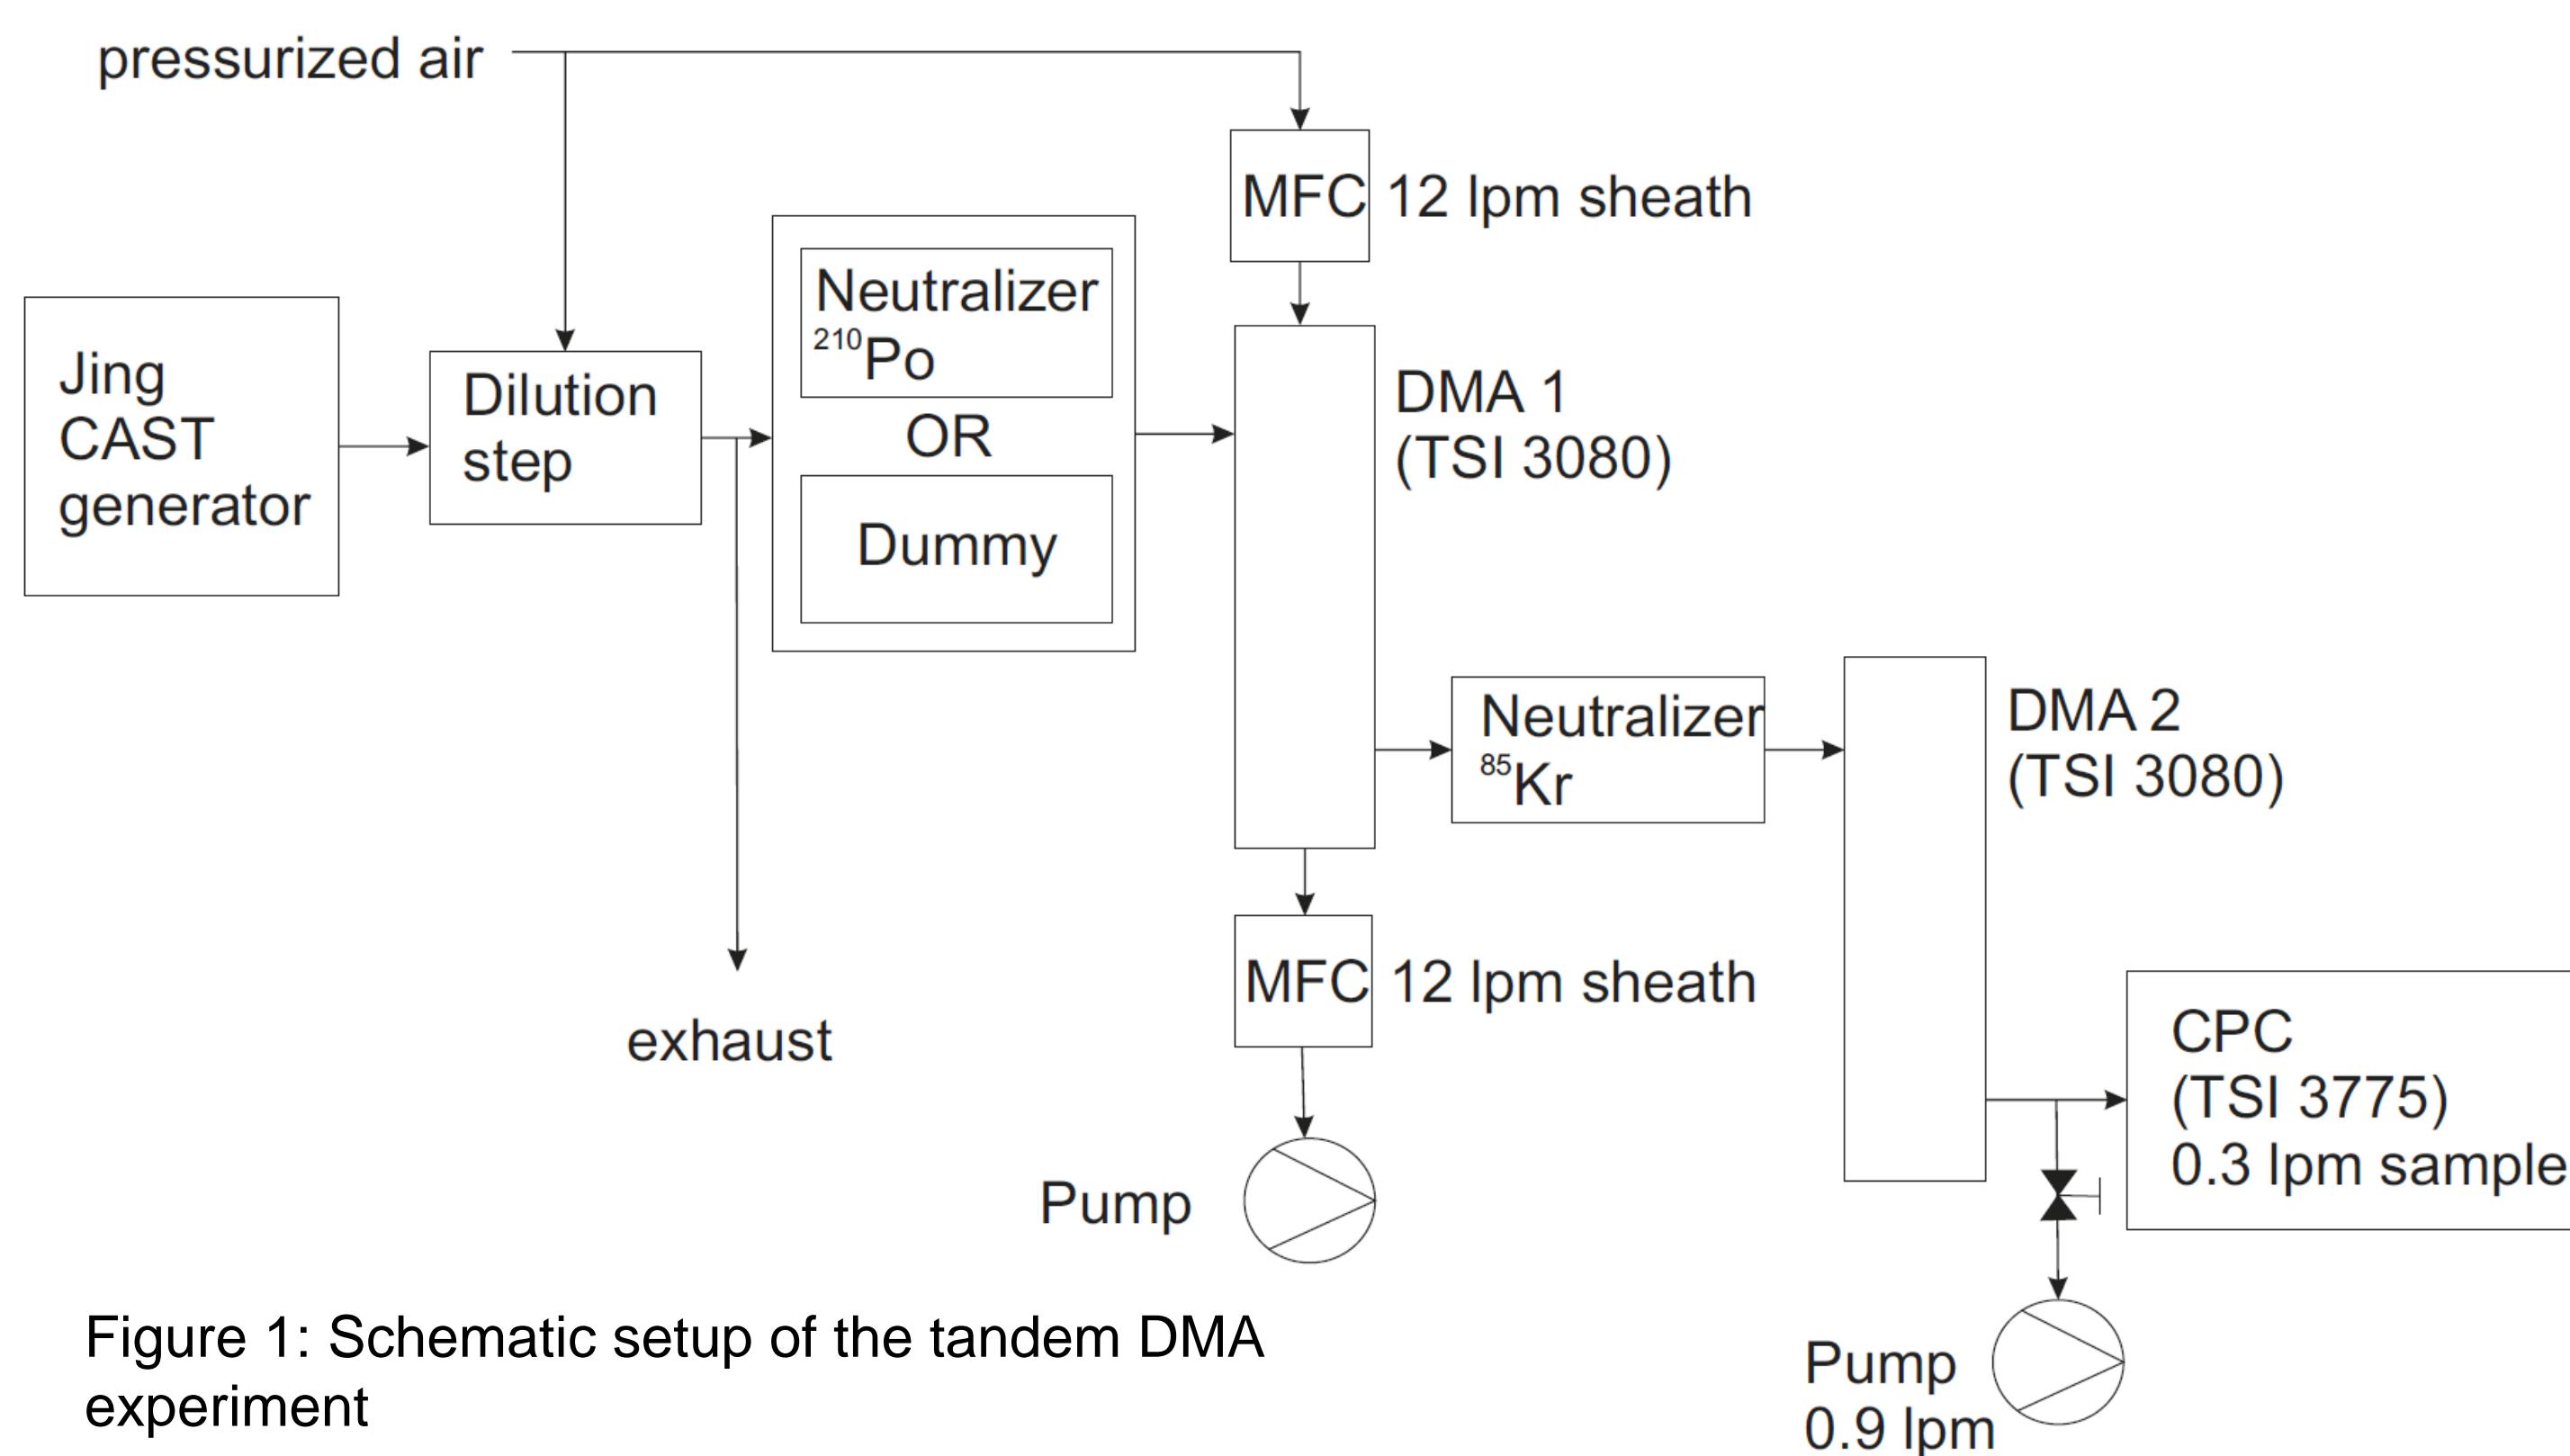 pressurized air
MFC 12 lpm sheath
Jing
CAST
generator
Dilution
step
Neutralizer
²¹⁰Po
OR
Dummy
DMA 1
(TSI 3080)
Neutralizer
⁸⁵Kr
DMA 2
(TSI 3080)
exhaust
MFC 12 lpm sheath
Pump
CPC
(TSI 3775)
0.3 lpm sample
Pump
0.9 lpm
Figure 1: Schematic setup of the tandem DMA
experiment